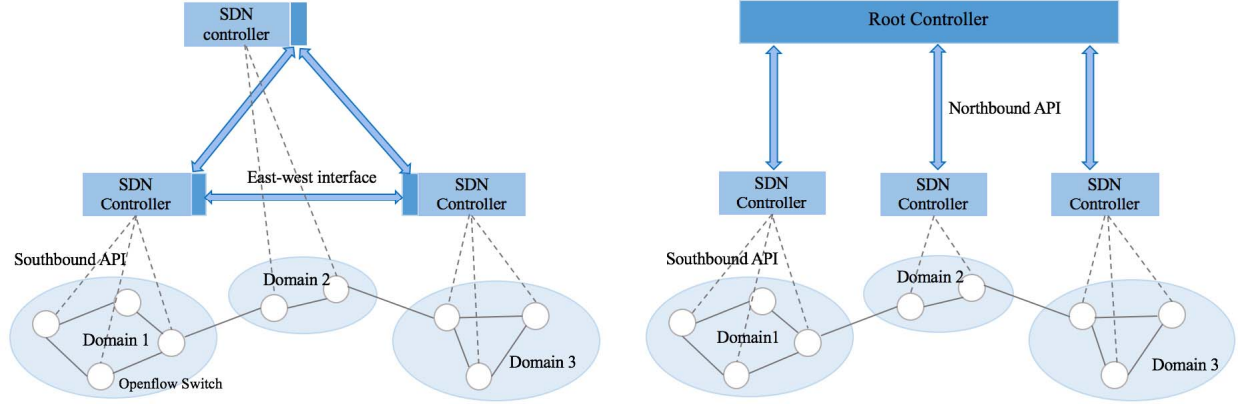 SDN
controller
East-west interface
SDN
Controller
SDN
Controller
Southbound API
Domain 2
Domain 1
Domain 3
Openflow Switch
Root Controller
Northbound API
SDN
Controller
SDN
Controller
SDN
Controller
Southbound API
Domain 2
Domain1
Domain 3